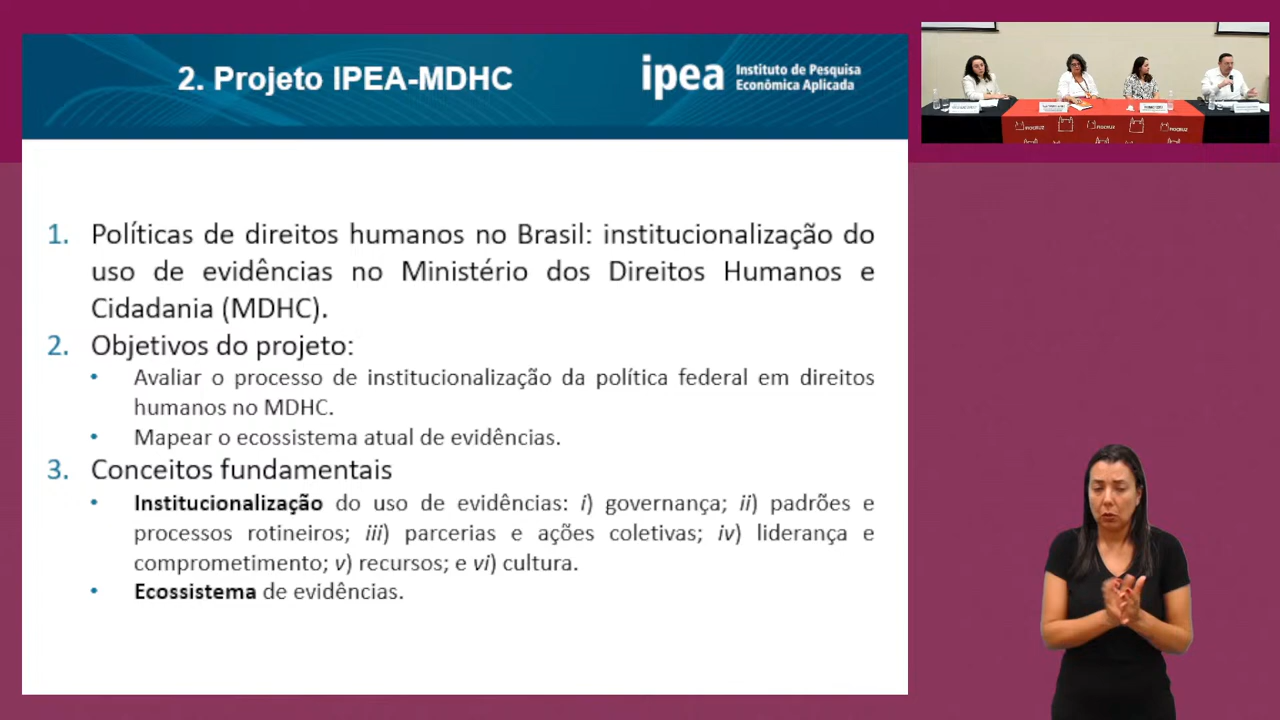 2. Projeto IPEA-MDHC
ipea Instituto de Pesquisa
Econômica Aplicada
1. Políticas de direitos humanos no Brasil: institucionalização do
uso de evidências no Ministério dos Direitos Humanos e
Cidadania (MDHC).
2. Objetivos do projeto:
• Avaliar o processo de institucionalização da política federal em direitos
humanos no MDHC.
• Mapear o ecossistema atual de evidências.
3. Conceitos fundamentais
• Institucionalização do uso de evidências: i) governança; ii) padrões e
processos rotineiros; iii) parcerias e ações coletivas; iv) liderança e
comprometimento; v) recursos; e vi) cultura.
• Ecossistema de evidências.
FIOCRUZ
FIOCRUZ
FIOCRUZ